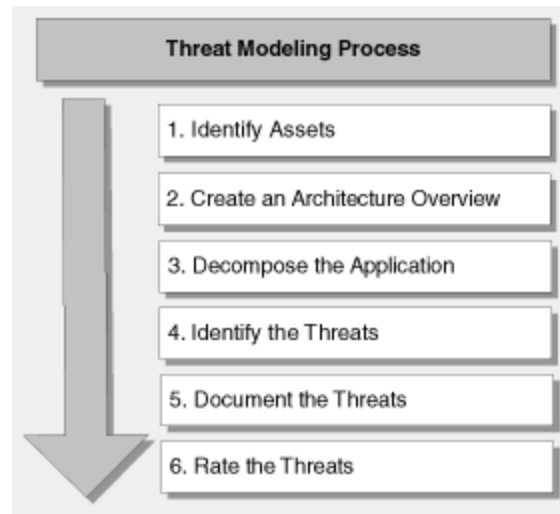 Threat Modeling Process
1. Identify Assets
2. Create an Architecture Overview
3. Decompose the Application
4. Identify the Threats
5. Document the Threats
6. Rate the Threats